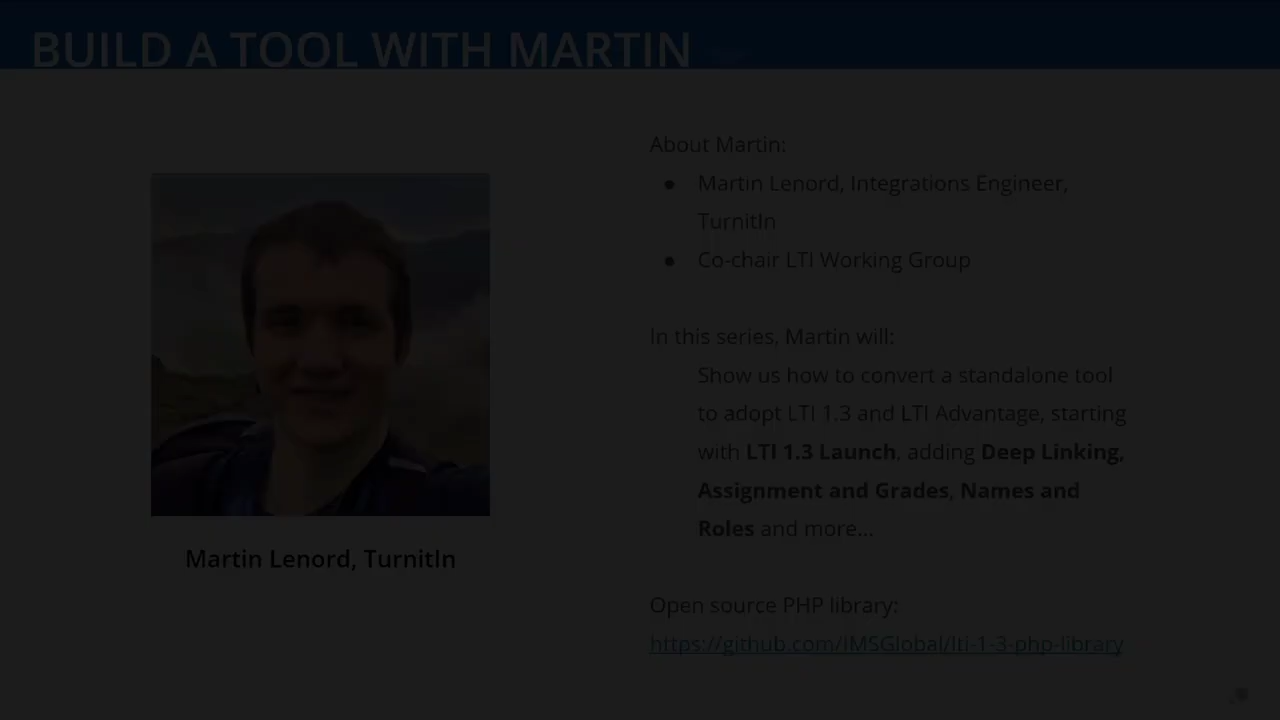 BUILD A TOOL WITH MARTIN
About Martin:
● Martin Lenord, Integrations Engineer,
TurnitIn
● Co-chair LTI Working Group
In this series, Martin will:
Show us how to convert a standalone tool
to adopt LTI 1.3 and LTI Advantage, starting
with LTI 1.3 Launch, adding Deep Linking,
Assignment and Grades, Names and
Roles and more...
Martin Lenord, TurnitIn
Open source PHP library:
https://github.com/IMSGlobal/lti-1-3-php-library